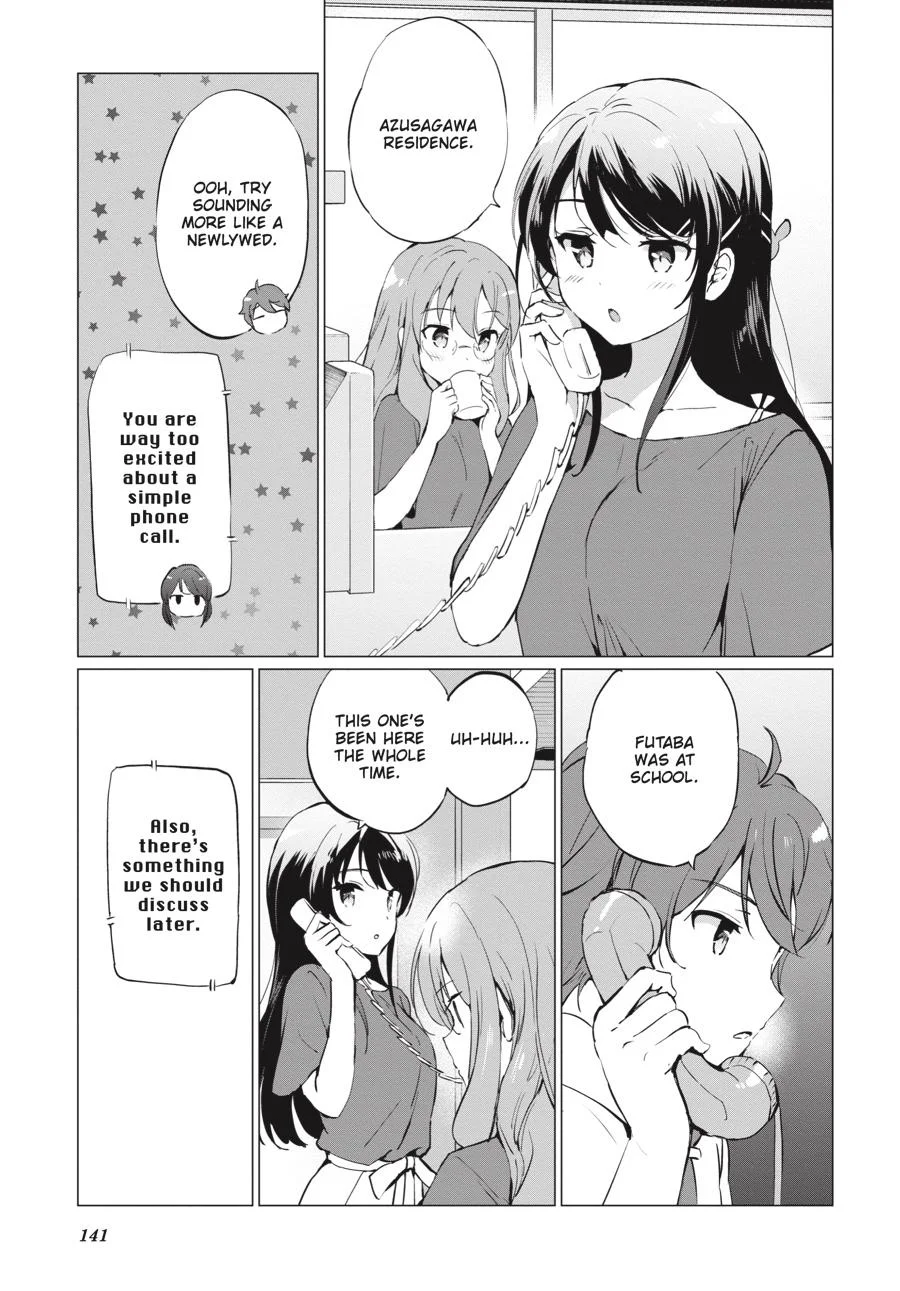 AZUSAGAWA
RESIDENCE.
OOH, TRY
SOUNDING
MORE LIKE A
NEWLYWED.
You are
way too
excited
about a
simple
phone
call.
FUTABA
WAS AT
SCHOOL.
UH-HUH...
THIS ONE'S
BEEN HERE
THE WHOLE
TIME.
Also,
there's
something
we should
discuss
later.
141